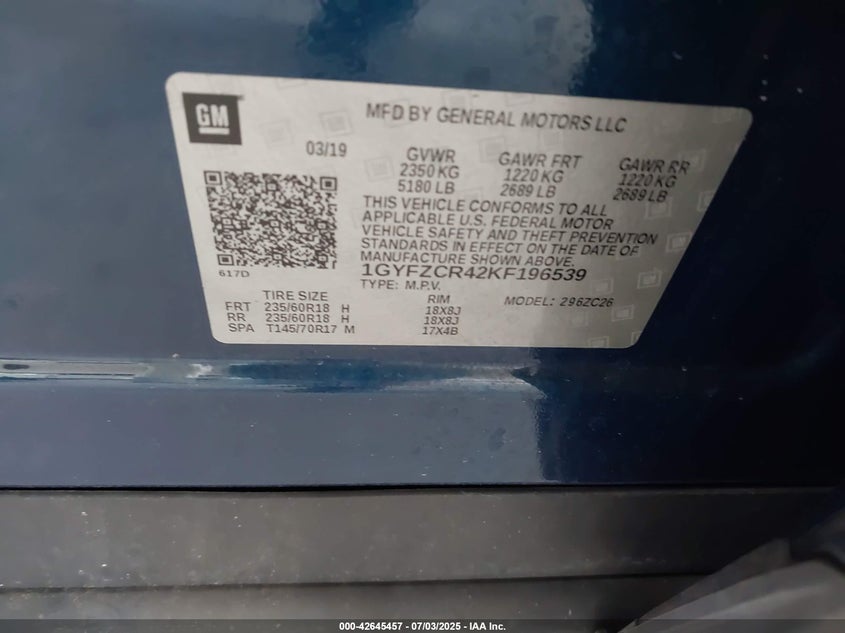 GM
MFD BY GENERAL MOTORS LLC
03/19
GVWR GAWR FRT GAWR RR
2350 KG 1220 KG 1220 KG
5180 LB 2689 LB 2689 LB
THIS VEHICLE CONFORMS TO ALL
APPLICABLE U.S. FEDERAL MOTOR
VEHICLE SAFETY AND THEFT PREVENTION
STANDARDS IN EFFECT ON THE DATE OF
MANUFACTURE SHOWN ABOVE.
617D
1GYFZCR42KF196539
TYPE: M.P.V.
TIRE SIZE RIM MODEL: 296ZC26
FRT 235/60R18 H 18X8J
RR 235/60R18 H 18X8J
SPA T145/70R17 M 17X4B
000-42645457 - 07/03/2025 - IAA Inc.